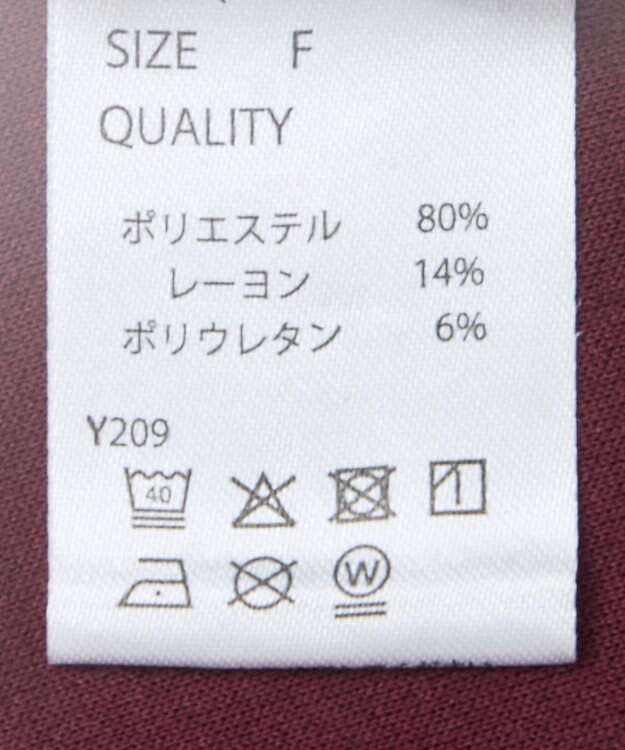 SIZE F
QUALITY
ポリエステル 80%
レーヨン 14%
ポリウレタン 6%
Y209
40
W